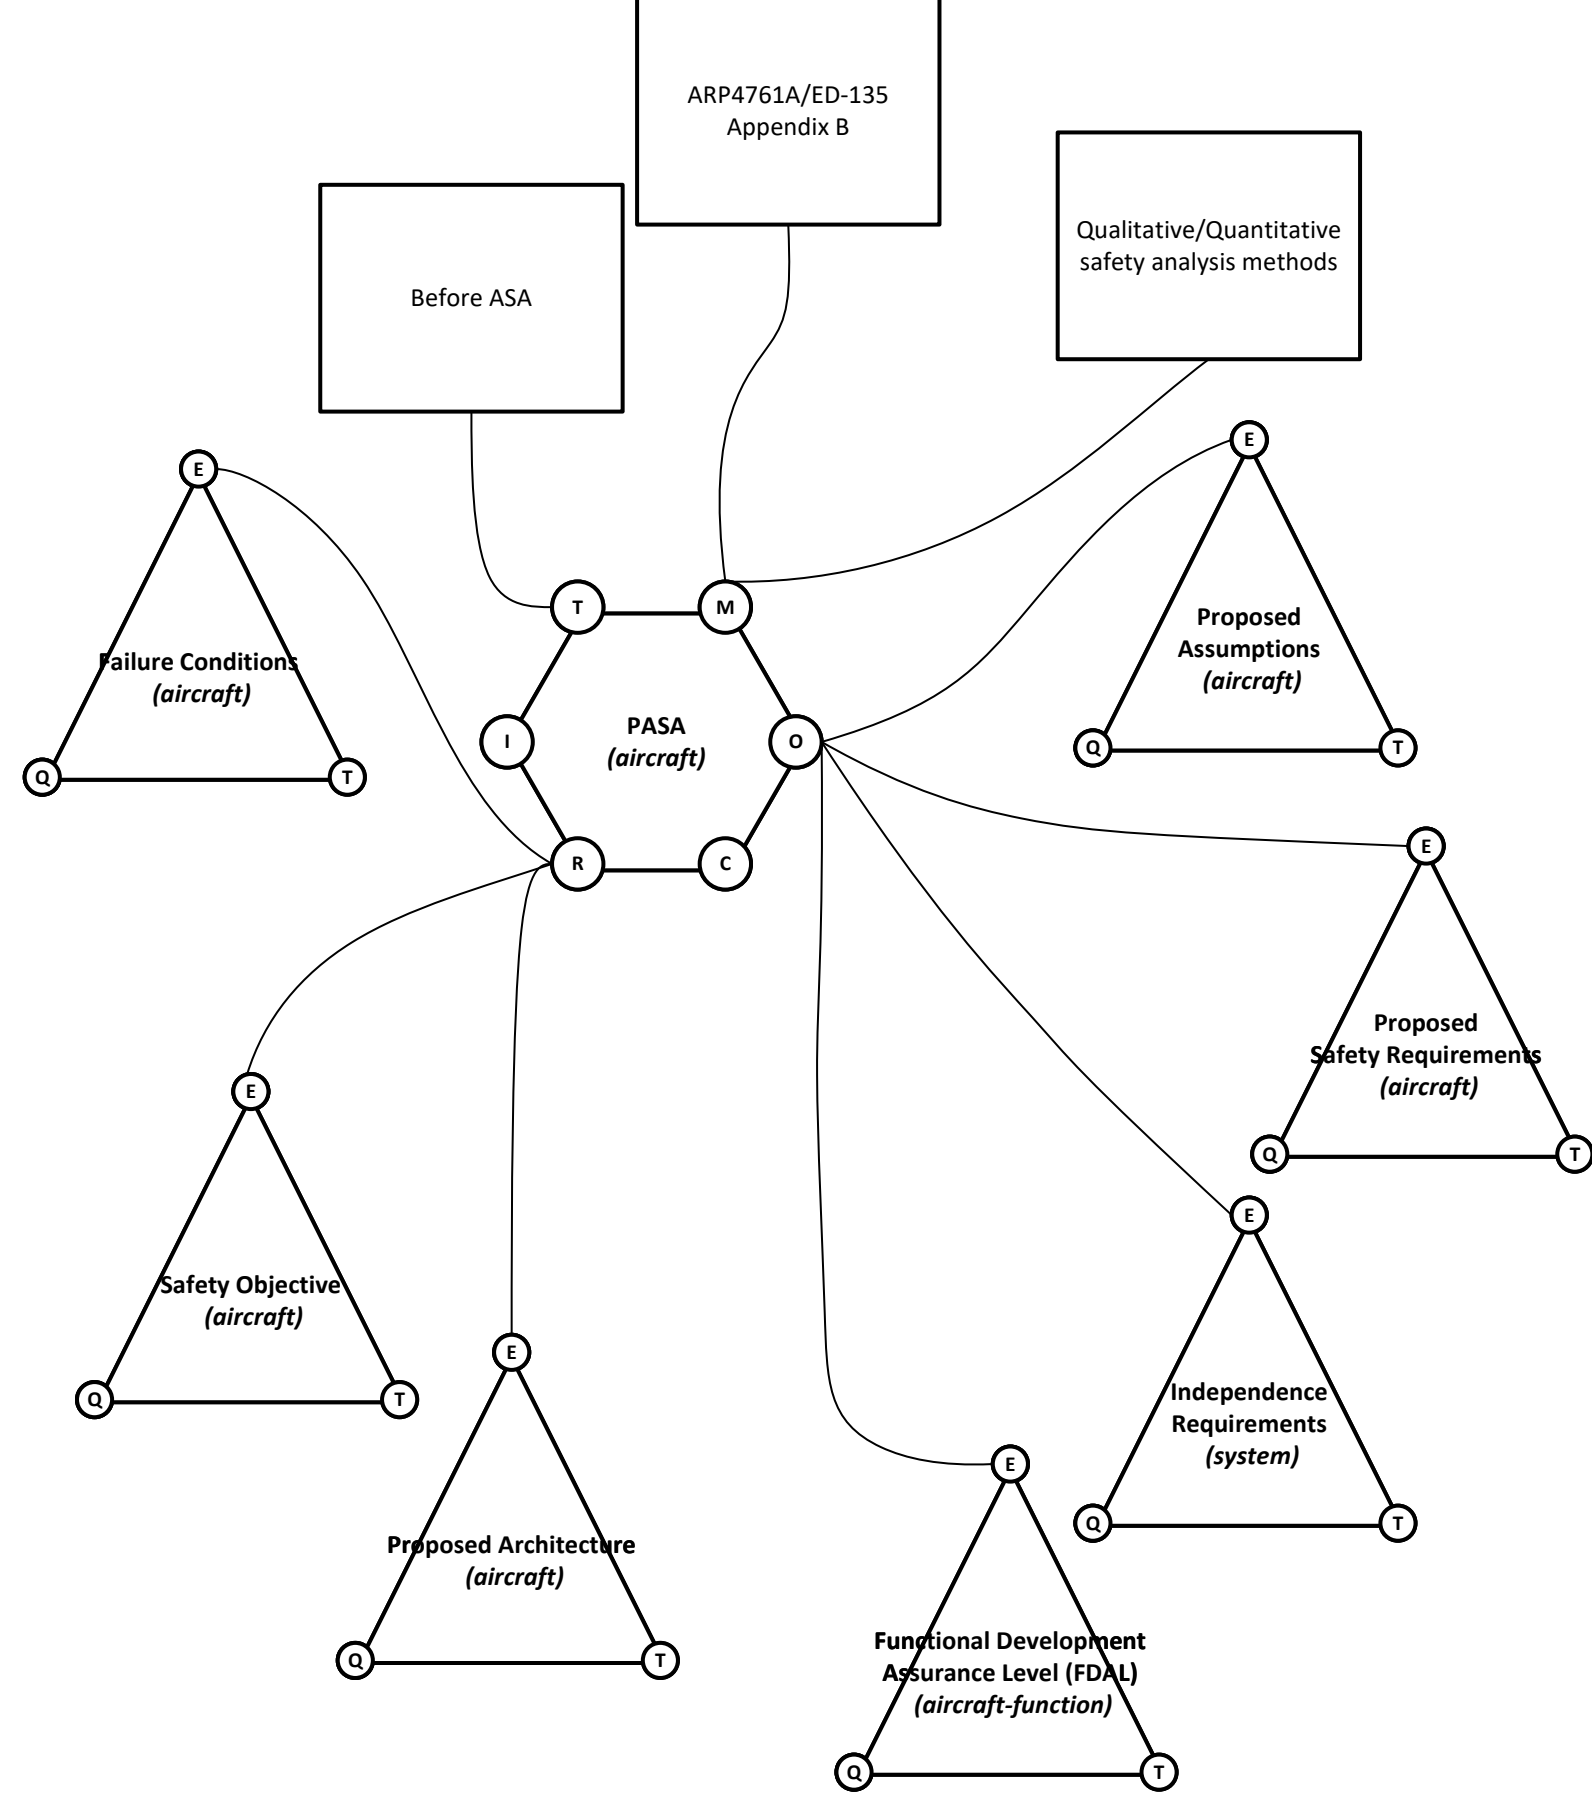 ARP4761A/ED-135
Appendix B
Qualitative/Quantitative
safety analysis methods
Before ASA
E
E
T
M
Proposed
Assumptions
(aircraft)
Failure Conditions
(aircraft)
I
PASA
(aircraft)
O
Q
T
Q
T
R
C
E
Proposed
Safety Requirements
(aircraft)
Q
T
E
Safety Objective
(aircraft)
Q
T
E
Independence
Requirements
(system)
Q
T
E
Proposed Architecture
(aircraft)
Q
T
E
Functional Development
Assurance Level (FDAL)
(aircraft-function)
Q
T